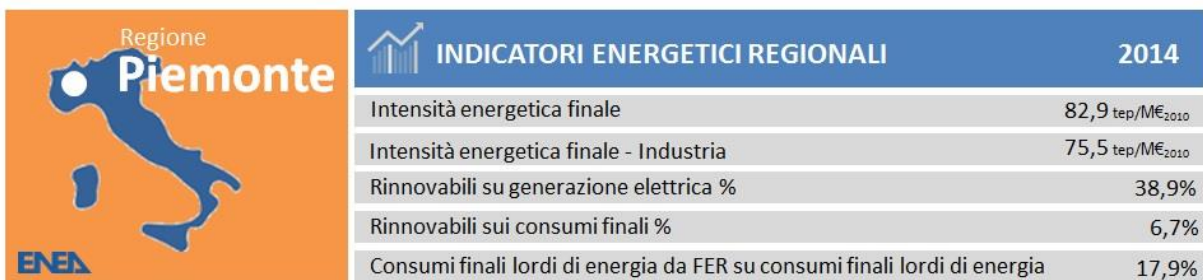 Regione
Piemonte
ENEA
INDICATORI ENERGETICI REGIONALI 2014
Intensità energetica finale 82,9 tep/M€2010
Intensità energetica finale - Industria 75,5 tep/M€2010
Rinnovabili su generazione elettrica % 38,9%
Rinnovabili sui consumi finali % 6,7%
Consumi finali lordi di energia da FER su consumi finali lordi di energia 17,9%